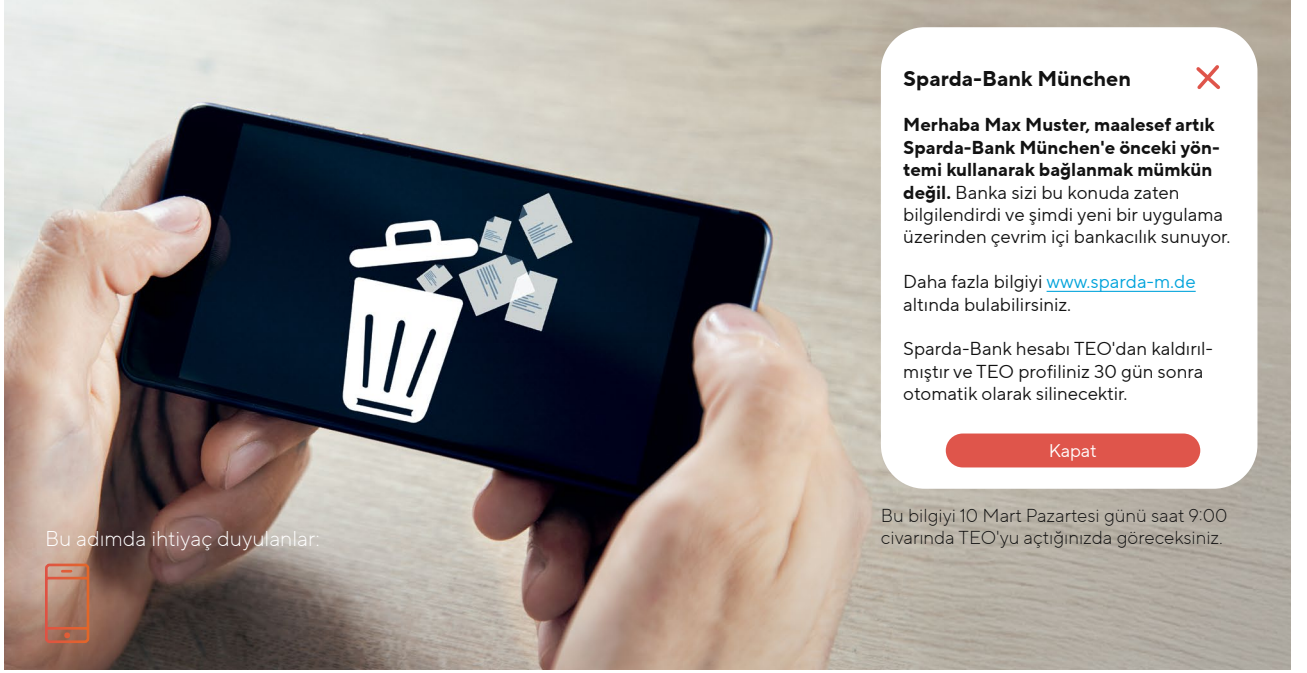 Sparda-Bank München
Merhaba Max Muster, maalesef artık
Sparda-Bank München'e önceki yön-
temi kullanarak bağlanmak mümkün
değil. Banka sizi bu konuda zaten
bilgilendirdi ve şimdi yeni bir uygulama
üzerinden çevrim içi bankacılık sunuyor.
Daha fazla bilgiyi www.sparda-m.de
altında bulabilirsiniz.
Sparda-Bank hesabı TEO'dan kaldırıl-
mıştır ve TEO profiliniz 30 gün sonra
otomatik olarak silinecektir.
Kapat
Bu bilgiyi 10 Mart Pazartesi günü saat 9:00
civarında TEO'yu açtığınızda göreceksiniz.
Bu adımda ihtiyaç duyulanlar: